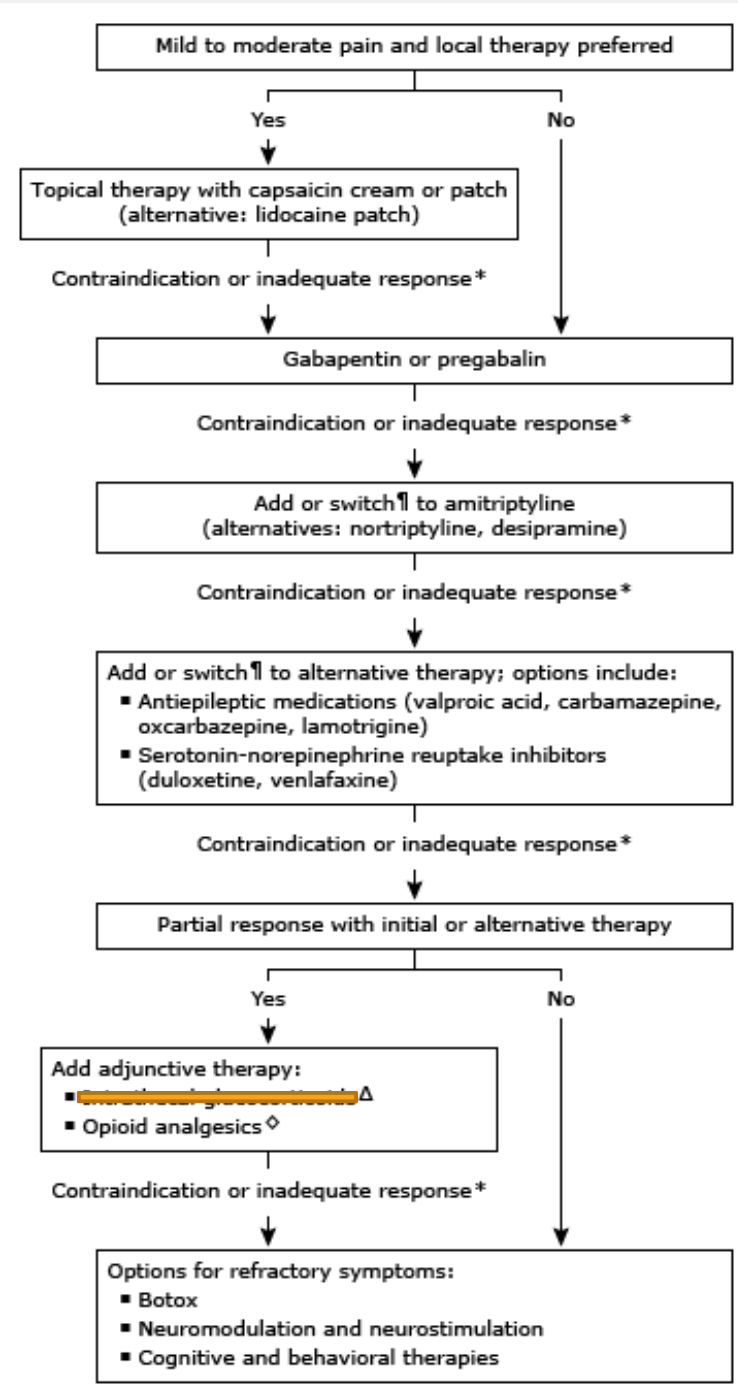 Mild to moderate pain and local therapy preferred
Yes
No
Topical therapy with capsaicin cream or patch
(alternative: lidocaine patch)
Contraindication or inadequate response*
Gabapentin or pregabalin
Contraindication or inadequate response*
Add or switch¶ to amitriptyline
(alternatives: nortriptyline, desipramine)
Contraindication or inadequate response*
Add or switch¶ to alternative therapy; options include:
▪ Antiepileptic medications (valproic acid, carbamazepine,
oxcarbazepine, lamotrigine)
▪ Serotonin-norepinephrine reuptake inhibitors
(duloxetine, venlafaxine)
Contraindication or inadequate response*
Partial response with initial or alternative therapy
Yes
No
Add adjunctive therapy:
▪ Δ
▪ Opioid analgesics◇
Contraindication or inadequate response*
Options for refractory symptoms:
▪ Botox
▪ Neuromodulation and neurostimulation
▪ Cognitive and behavioral therapies